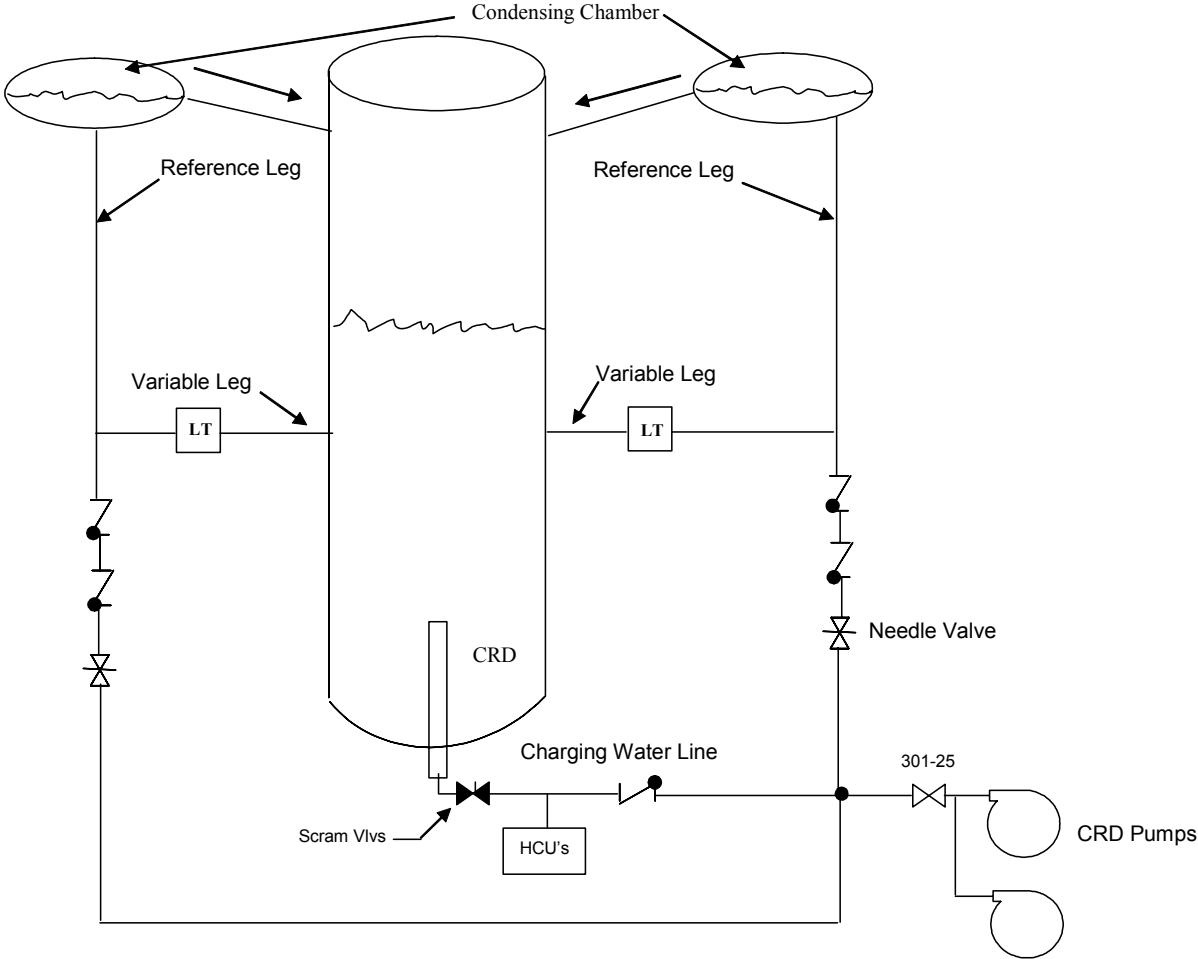 Condensing Chamber
Reference Leg
Reference Leg
Variable Leg
Variable Leg
LT
LT
Needle Valve
CRD
Charging Water Line
301-25
Scram Vlvs
HCU's
CRD Pumps